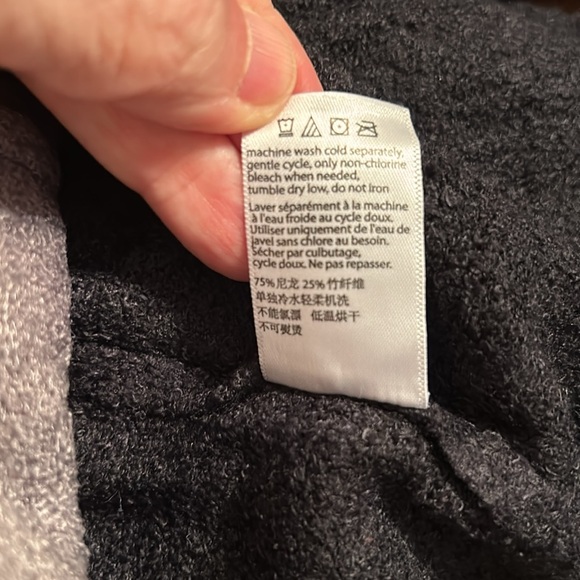 machine wash cold separately,
gentle cycle, only non-chlorine
bleach when needed,
tumble dry low, do not Iron
Laver séparément à la machine
à l'eau froide au cycle doux.
Utiliser uniquement de l'eau de
javel sans chlore au besoin.
Sécher par culbutage,
cycle doux. Ne pas repasser.
75%尼龙 25%竹纤维
单独冷水轻柔机洗
不能氯漂 低温烘干
不可熨烫